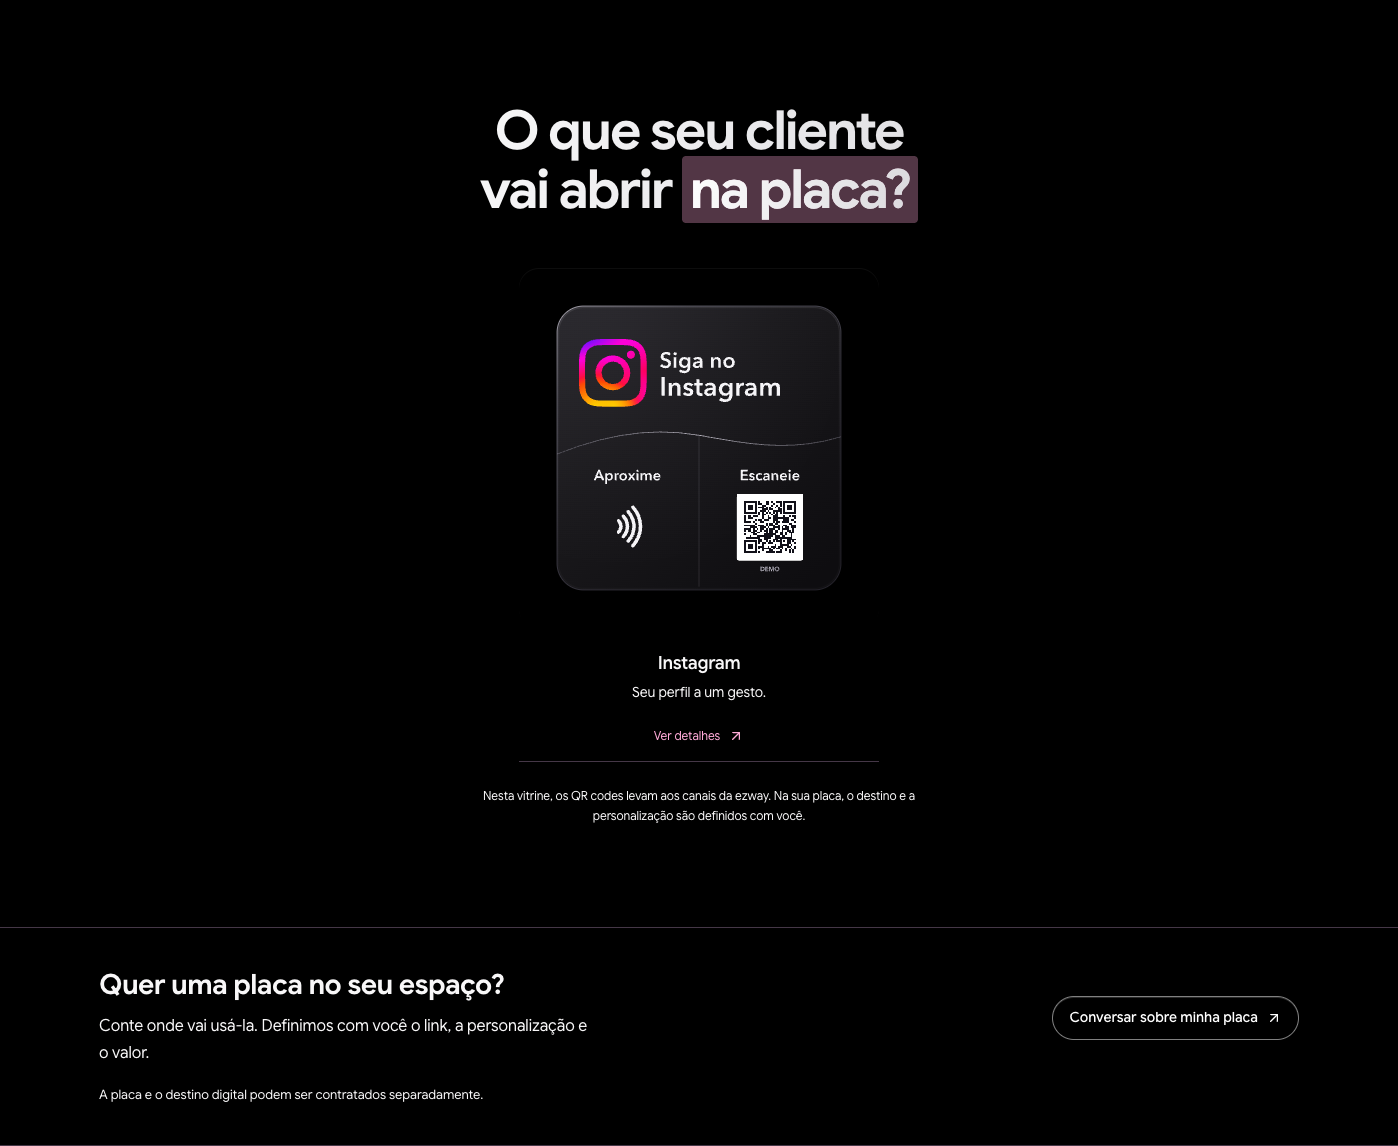 O que seu cliente
vai abrir na placa?
Siga no
Instagram
Aproxime
Escaneie
DEMO
Instagram
Seu perfil a um gesto.
Ver detalhes
Nesta vitrine, os QR codes levam aos canais da ezway. Na sua placa, o destino e a
personalização são definidos com você.
Quer uma placa no seu espaço?
Conte onde vai usá-la. Definimos com você o link, a personalização e
o valor.
A placa e o destino digital podem ser contratados separadamente.
Conversar sobre minha placa